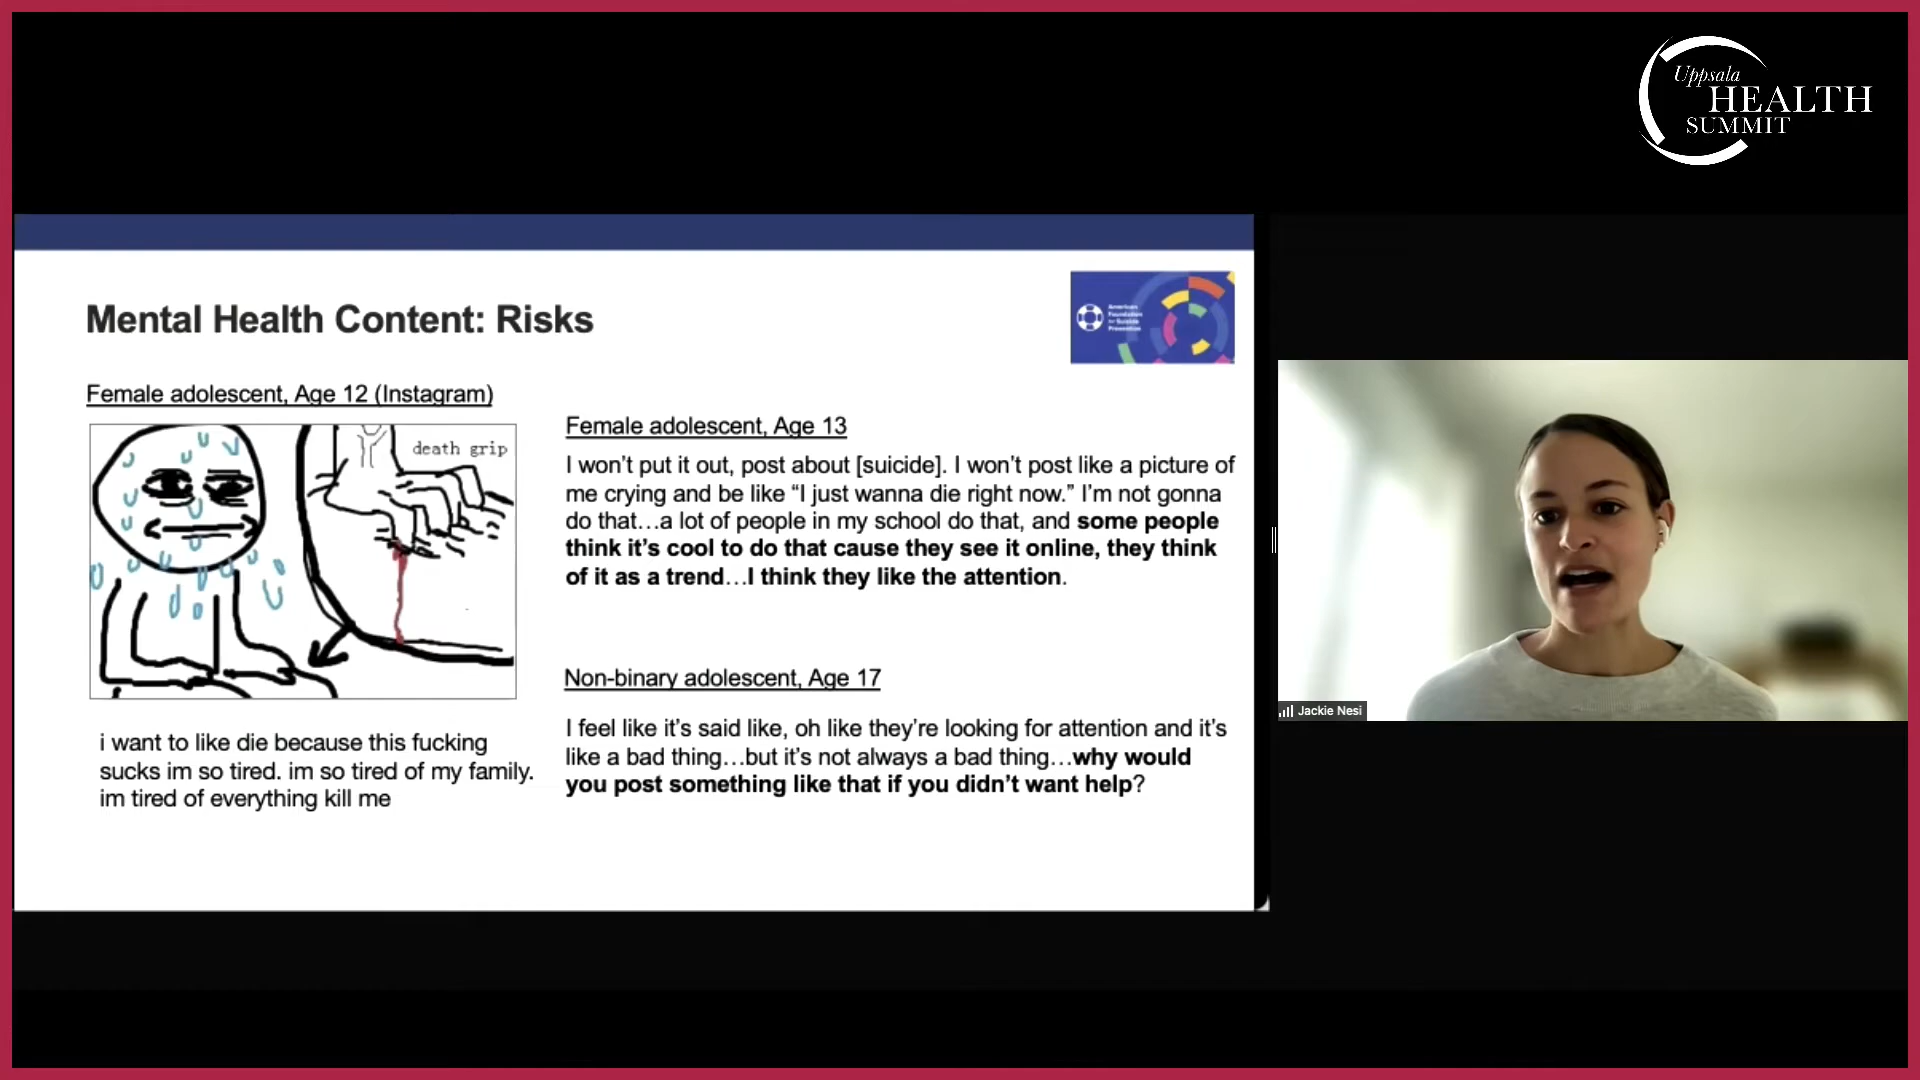 Uppsala
HEALTH
SUMMIT
Mental Health Content: Risks
American
Foundation
for Suicide
Prevention
Female adolescent, Age 12 (Instagram)
death grip
i want to like die because this fucking
sucks im so tired. im so tired of my family.
im tired of everything kill me
Female adolescent, Age 13
I won’t put it out, post about [suicide]. I won’t post like a picture of
me crying and be like “I just wanna die right now.” I’m not gonna
do that…a lot of people in my school do that, and some people
think it’s cool to do that cause they see it online, they think
of it as a trend…I think they like the attention.
Non-binary adolescent, Age 17
I feel like it’s said like, oh like they’re looking for attention and it’s
like a bad thing…but it’s not always a bad thing…why would
you post something like that if you didn’t want help?
Jackie Nesi